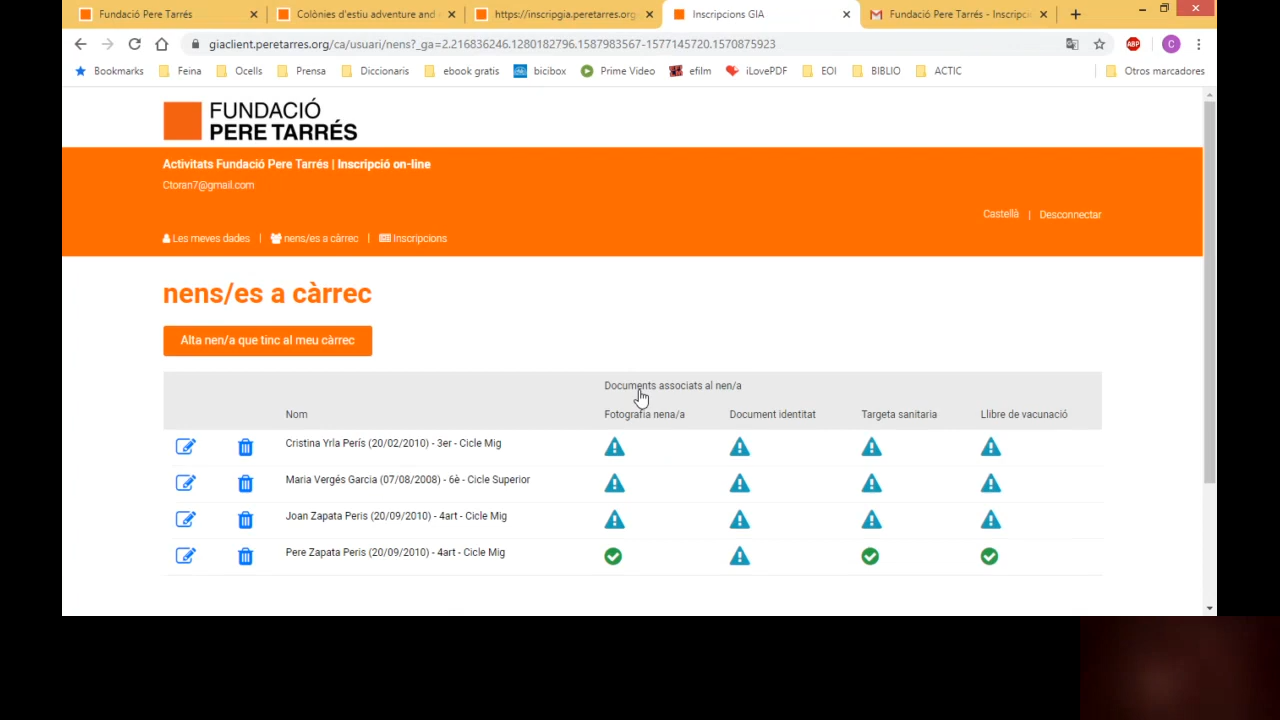 Fundació Pere Tarrés
Colònies d'estiu adventure and
https://inscripgia.peretarres.org
Inscripcions GIA
Fundació Pere Tarrés - Inscripc
giaclient.peretarres.org/ca/usuari/nens?_ga=2.216836246.1280182796.1587983567-1577145720.1570875923
ABP
C
Bookmarks Feina Ocells Prensa Diccionaris ebook gratis bicibox Prime Video efilm iLovePDF EOI BIBLIO ACTIC Otros marcadores
FUNDACIÓ
PERE TARRÉS
Activitats Fundació Pere Tarrés | Inscripció on-line
Ctoran7@gmail.com
Castellà | Desconnectar
Les meves dades | nens/es a càrrec | Inscripcions
nens/es a càrrec
Alta nen/a que tinc al meu càrrec
Documents associats al nen/a
Nom Fotografia nena/a Document identitat Targeta sanitaria Llibre de vacunació
Cristina Yrla Perís (20/02/2010) - 3er - Cicle Mig
Maria Vergés Garcia (07/08/2008) - 6è - Cicle Superior
Joan Zapata Peris (20/09/2010) - 4art - Cicle Mig
Pere Zapata Peris (20/09/2010) - 4art - Cicle Mig